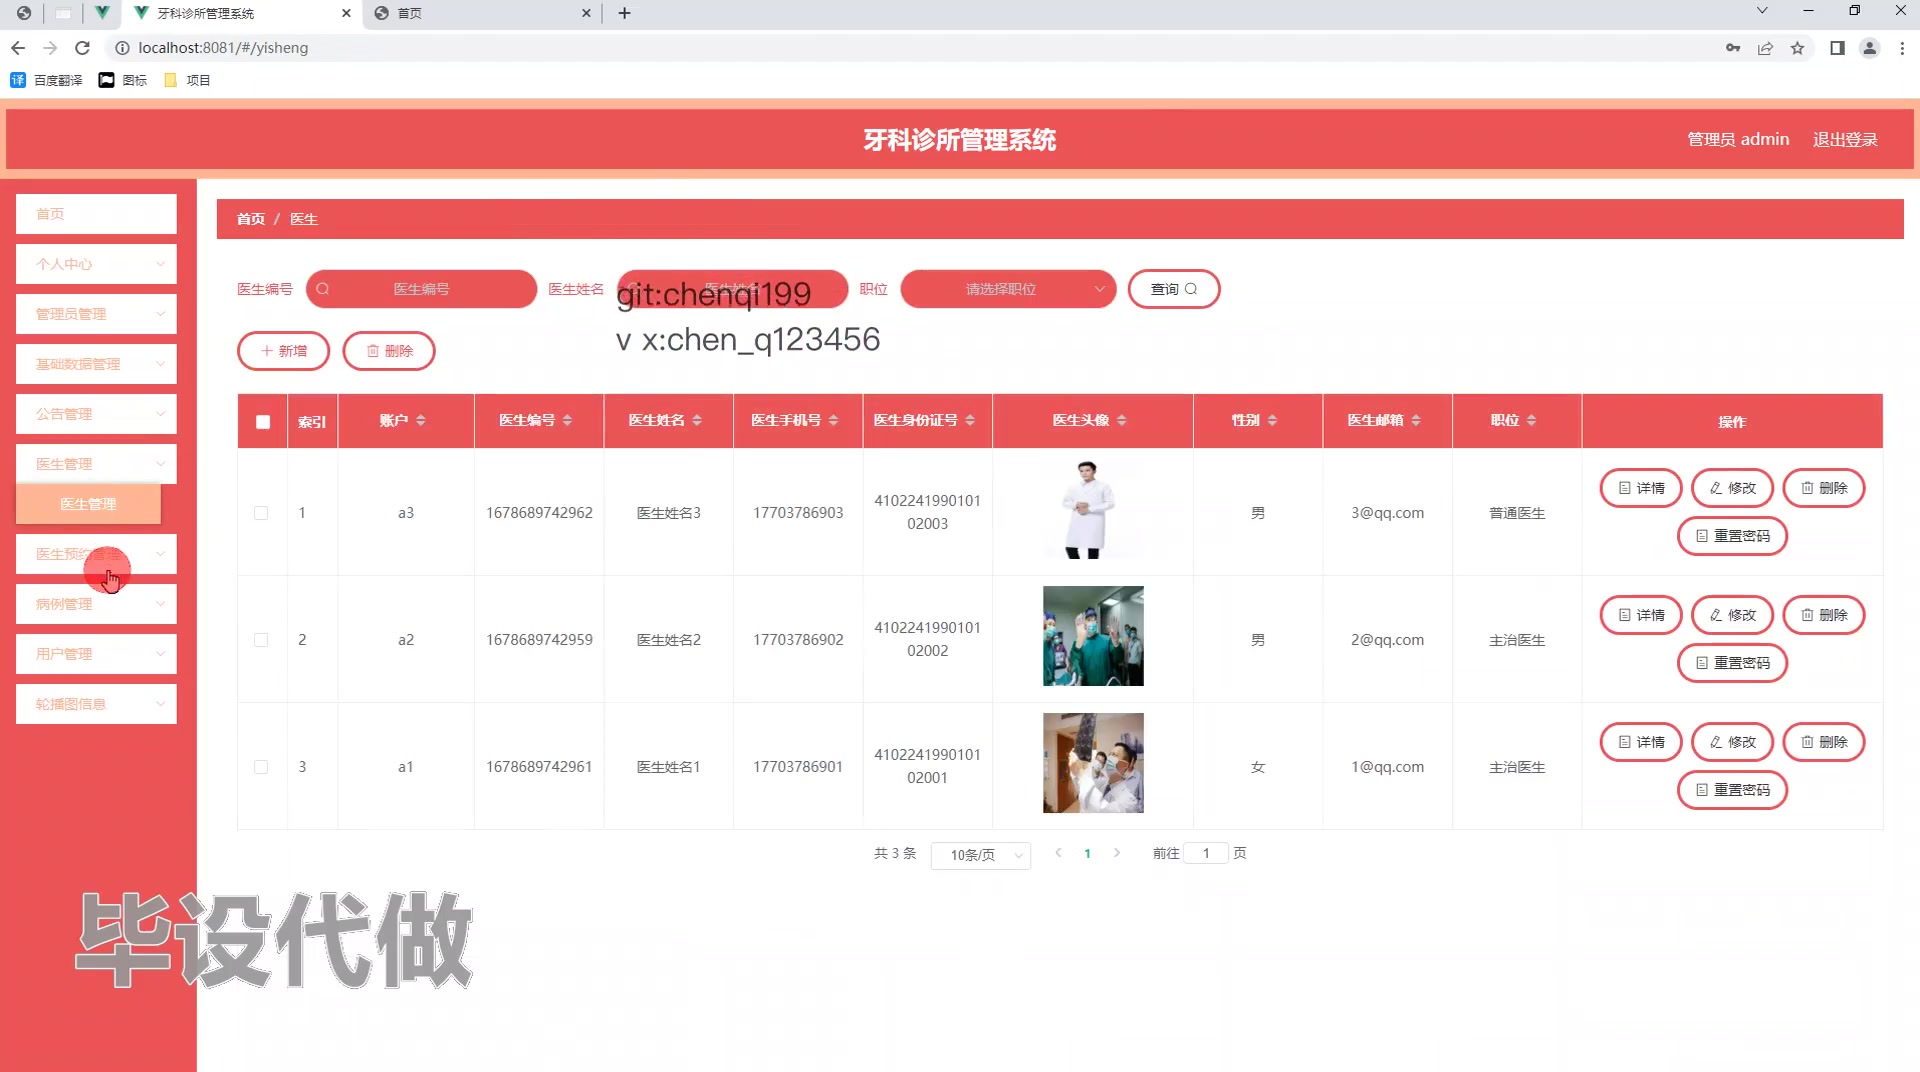 牙科诊所管理系统
首页
localhost:8081/#/yisheng
百度翻译
图标
项目
牙科诊所管理系统
管理员 admin
退出登录
首页
个人中心
管理员管理
基础数据管理
公告管理
医生管理
医生管理
医生预约管理
病例管理
用户管理
轮播图信息
首页 / 医生
医生编号 医生编号 医生姓名 医生姓名 职位 请选择职位 查询
git:chenqi199
v x:chen_q123456
新增 删除
索引 账户 医生编号 医生姓名 医生手机号 医生身份证号 医生头像 性别 医生邮箱 职位 操作
1 a3 1678689742962 医生姓名3 17703786903 410224199010102003 男 3@qq.com 普通医生 详情 修改 删除 重置密码
2 a2 1678689742959 医生姓名2 17703786902 410224199010102002 男 2@qq.com 主治医生 详情 修改 删除 重置密码
3 a1 1678689742961 医生姓名1 17703786901 410224199010102001 女 1@qq.com 主治医生 详情 修改 删除 重置密码
共 3 条 10条/页 1 前往 1 页
毕设代做